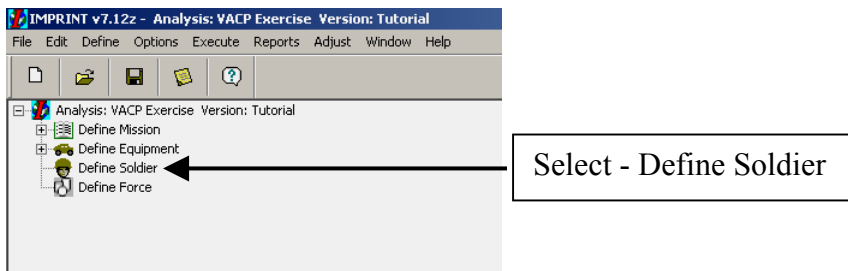 IMPRINT v7.12z - Analysis: VACP Exercise Version: Tutorial
File Edit Define Options Execute Reports Adjust Window Help
Analysis: VACP Exercise Version: Tutorial
Define Mission
Define Equipment
Define Soldier
Define Force
Select - Define Soldier